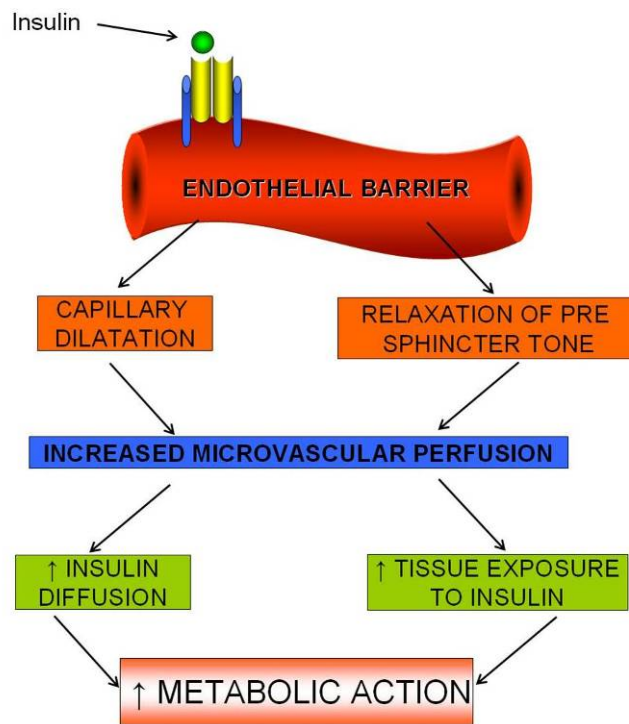 Insulin
ENDOTHELIAL BARRIER
CAPILLARY
DILATATION
RELAXATION OF PRE
SPHINCTER TONE
INCREASED MICROVASCULAR PERFUSION
↑ INSULIN
DIFFUSION
↑ TISSUE EXPOSURE
TO INSULIN
↑ METABOLIC ACTION